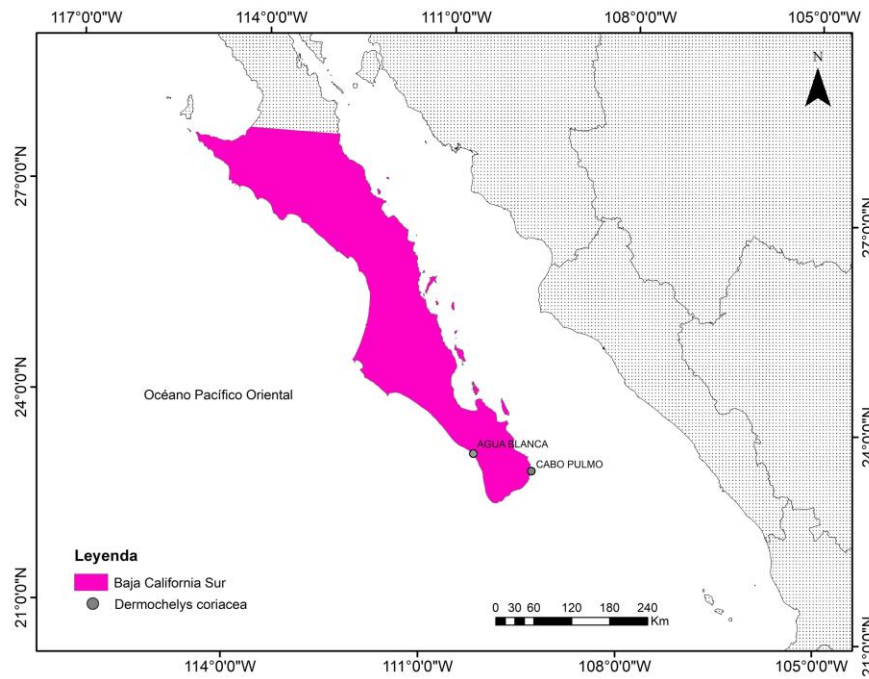 117°0'0"W 114°0'0"W 111°0'0"W 108°0'0"W 105°0'0"W
N
27°0'0"N
27°0'0"N
24°0'0"N
Océano Pacífico Oriental
24°0'0"N
AGUA BLANCA
CABO PULMO
Leyenda
Baja California Sur
Dermochelys coriacea
21°0'0"N
0 30 60 120 180 240
Km
21°0'0"N
114°0'0"W 111°0'0"W 108°0'0"W 105°0'0"W